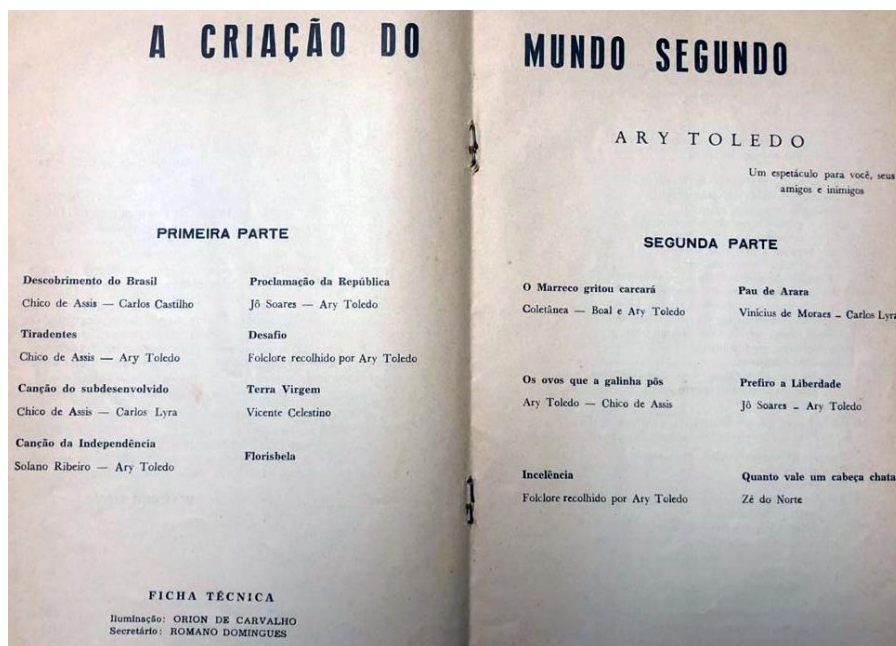 A CRIAÇÃO DO MUNDO SEGUNDO
ARY TOLEDO
Um espetáculo para você, seus
amigos e inimigos
PRIMEIRA PARTE
Descobrimento do Brasil
Chico de Assis — Carlos Castilho
Tiradentes
Chico de Assis — Ary Toledo
Canção do subdesenvolvido
Chico de Assis — Carlos Lyra
Canção da Independência
Solano Ribeiro — Ary Toledo
Proclamação da República
Jô Soares — Ary Toledo
Desafio
Folclore recolhido por Ary Toledo
Terra Virgem
Vicente Celestino
Florisbela
FICHA TÉCNICA
Iluminação: ORION DE CARVALHO
Secretário: ROMANO DOMINGUES
SEGUNDA PARTE
O Marreco gritou carcará
Coletânea — Boal e Ary Toledo
Os ovos que a galinha pôs
Ary Toledo — Chico de Assis
Incelência
Folclore recolhido por Ary Toledo
Pau de Arara
Vinícius de Moraes – Carlos Lyra
Prefiro a Liberdade
Jô Soares – Ary Toledo
Quanto vale um cabeça chata
Zé do Norte